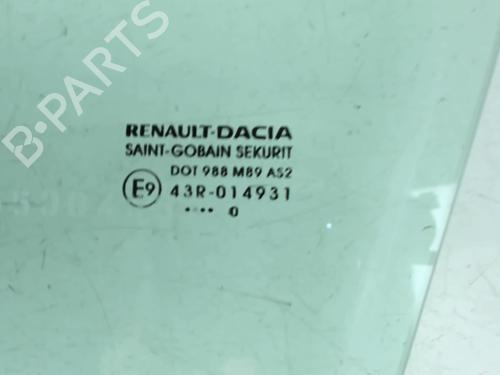 B-PARTS
RENAULT-DACIA
SAINT-GOBAIN SEKURIT
DOT 988 M89 AS2
E9 43R-014931
.... 0